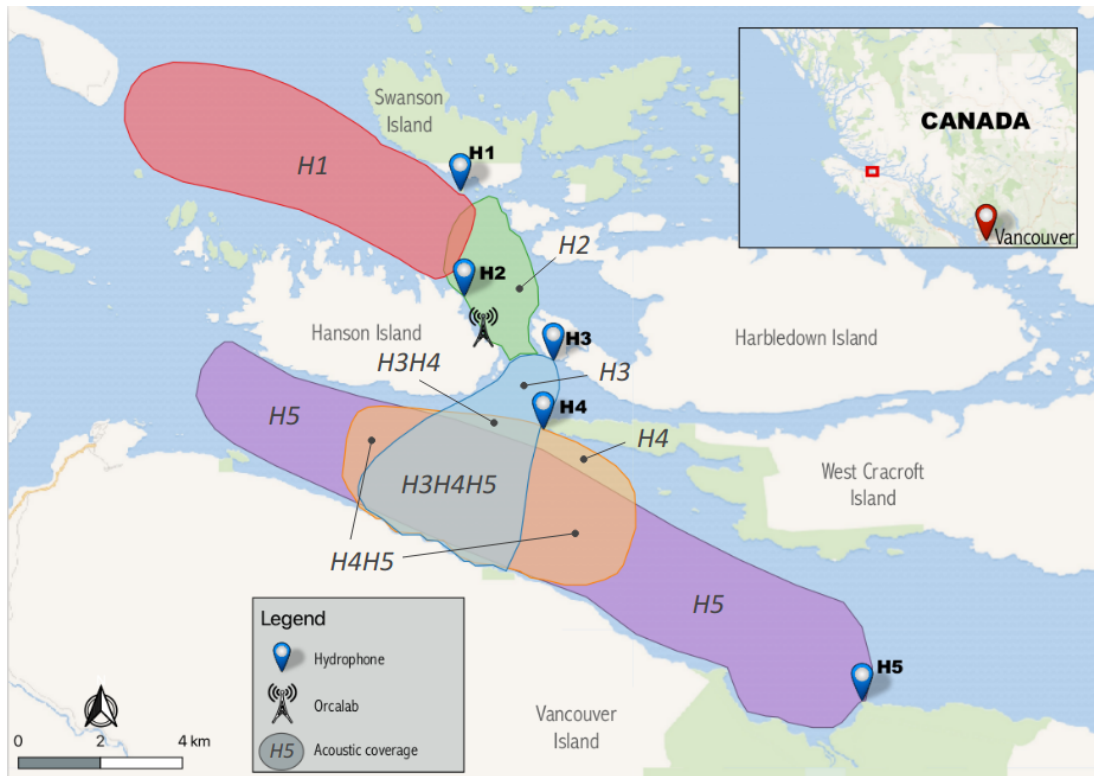 Swanson
Island
H1
H1
H2
H2
Hanson Island
H3
H3H4
H3
Harbledown Island
H5
H4
H4
H3H4H5
West Cracroft
Island
H4H5
H5
H5
Vancouver
Island
CANADA
Vancouver
Legend
Hydrophone
Orcalab
H5
Acoustic coverage
0
2
4 km